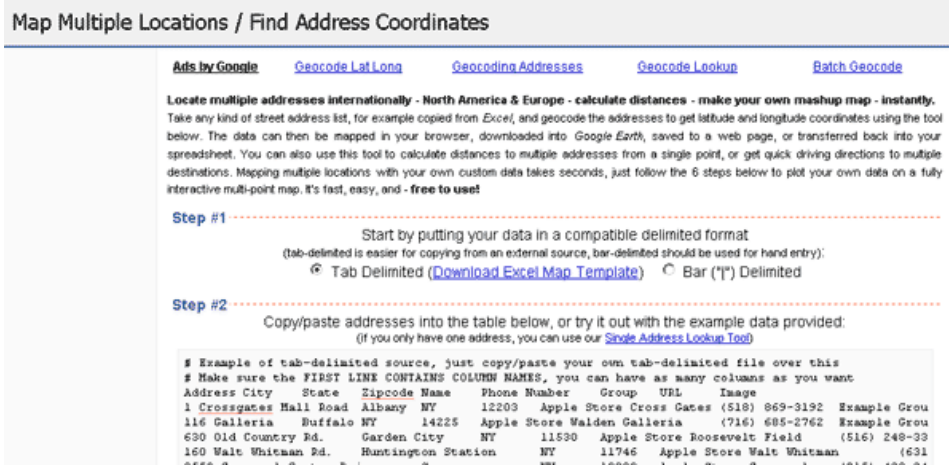 Map Multiple Locations / Find Address Coordinates
Ads by Google Geocode Lat Long Geocoding Addresses Geocode Lookup Batch Geocode
Locate multiple addresses internationally - North America & Europe - calculate distances - make your own mashup map - instantly.
Take any kind of street address list, for example copied from Excel, and geocode the addresses to get latitude and longitude coordinates using the tool
below. The data can then be mapped in your browser, downloaded into Google Earth, saved to a web page, or transferred back into your
spreadsheet. You can also use this tool to calculate distances to multiple addresses from a single point, or get quick driving directions to multiple
destinations. Mapping multiple locations with your own custom data takes seconds, just follow the 6 steps below to plot your own data on a fully
interactive multi-point map. It's fast, easy, and - free to use!
Step #1
Start by putting your data in a compatible delimited format
(tab-delimited is easier for copying from an external source, bar-delimited should be used for hand entry):
Tab Delimited (Download Excel Map Template) Bar ("|") Delimited
Step #2
Copy/paste addresses into the table below, or try it out with the example data provided:
(if you only have one address, you can use our Single Address Lookup Tool)
# Example of tab-delimited source, just copy/paste your own tab-delimited file over this
# Make sure the FIRST LINE CONTAINS COLUMN NAMES, you can have as many columns as you want
Address City State Zipcode Name Phone Number Group URL Image
1 Crossgates Mall Road Albany NY 12203 Apple Store Cross Gates (518) 869-3192 Example Grou
116 Galleria Buffalo NY 14225 Apple Store Walden Galleria (716) 685-2762 Example Grou
630 Old Country Rd. Garden City NY 11530 Apple Store Roosevelt Field (516) 248-33
160 Walt Whitman Rd. Huntington Station NY 11746 Apple Store Walt Whitman (631